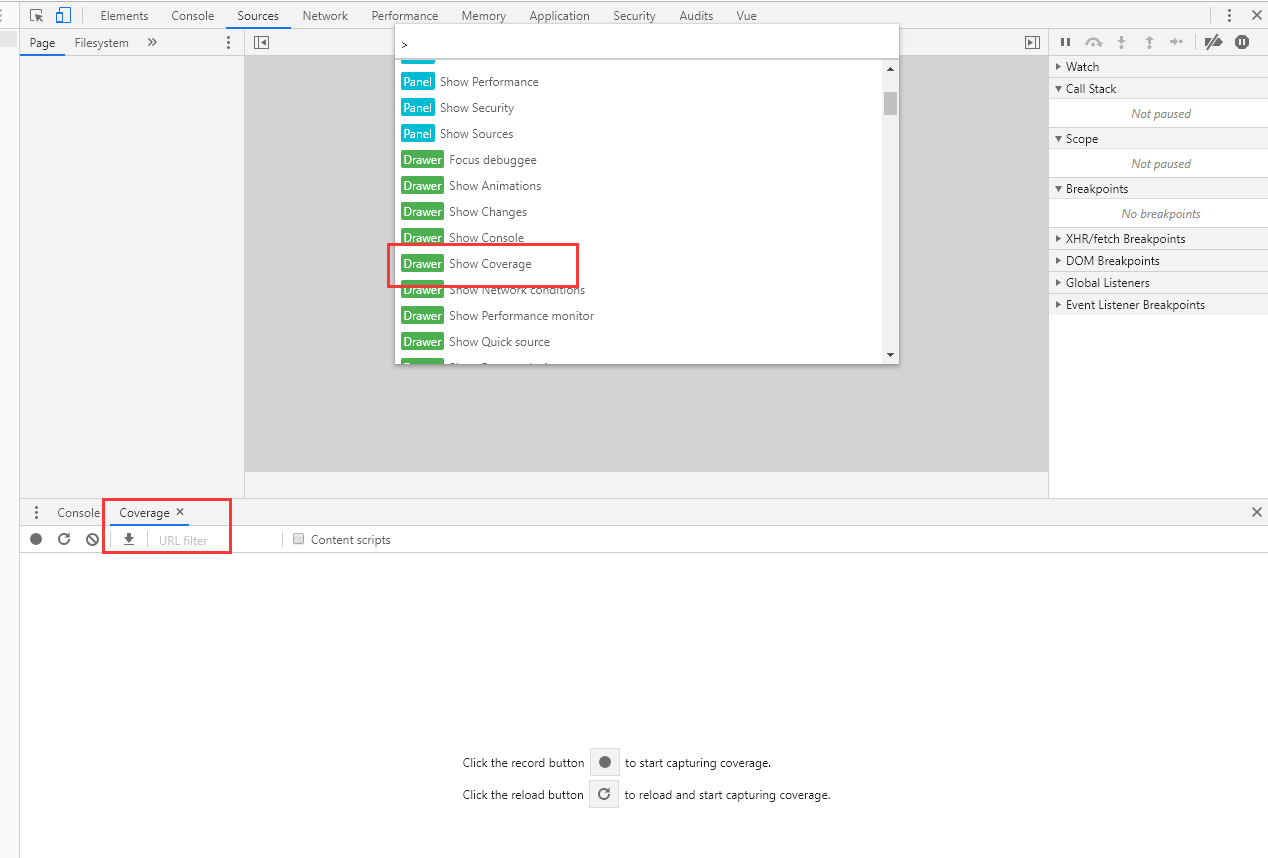 Elements Console Sources Network Performance Memory Application Security Audits Vue
Page Filesystem
>
Panel Show Performance
Panel Show Security
Panel Show Sources
Drawer Focus debuggee
Drawer Show Animations
Drawer Show Changes
Drawer Show Console
Drawer Show Coverage
Drawer Show Network conditions
Drawer Show Performance monitor
Drawer Show Quick source
Watch
Call Stack
Not paused
Scope
Not paused
Breakpoints
No breakpoints
XHR/fetch Breakpoints
DOM Breakpoints
Global Listeners
Event Listener Breakpoints
Console Coverage
URL filter Content scripts
Click the record button to start capturing coverage.
Click the reload button to reload and start capturing coverage.